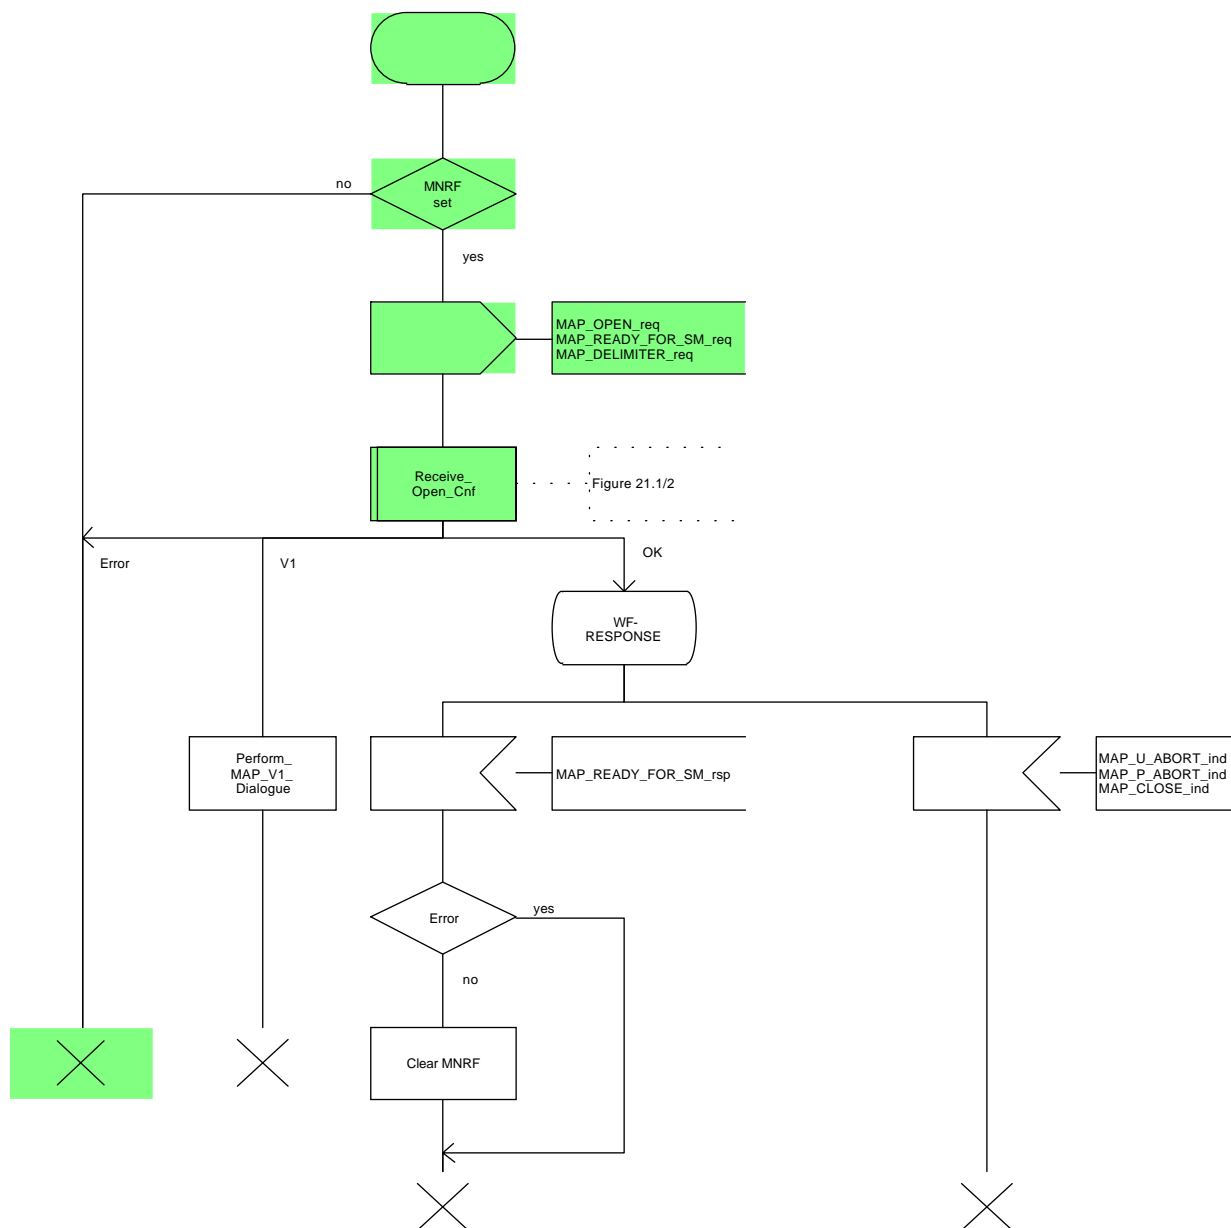 no
MNRF
set
yes
MAP_OPEN_req
MAP_READY_FOR_SM_req
MAP_DELIMITER_req
Receive_
Open_Cnf
Figure 21.1/2
Error
V1
OK
WF-
RESPONSE
Perform_
MAP_V1_
Dialogue
MAP_READY_FOR_SM_rsp
MAP_U_ABORT_ind
MAP_P_ABORT_ind
MAP_CLOSE_ind
Error
yes
no
Clear MNRF